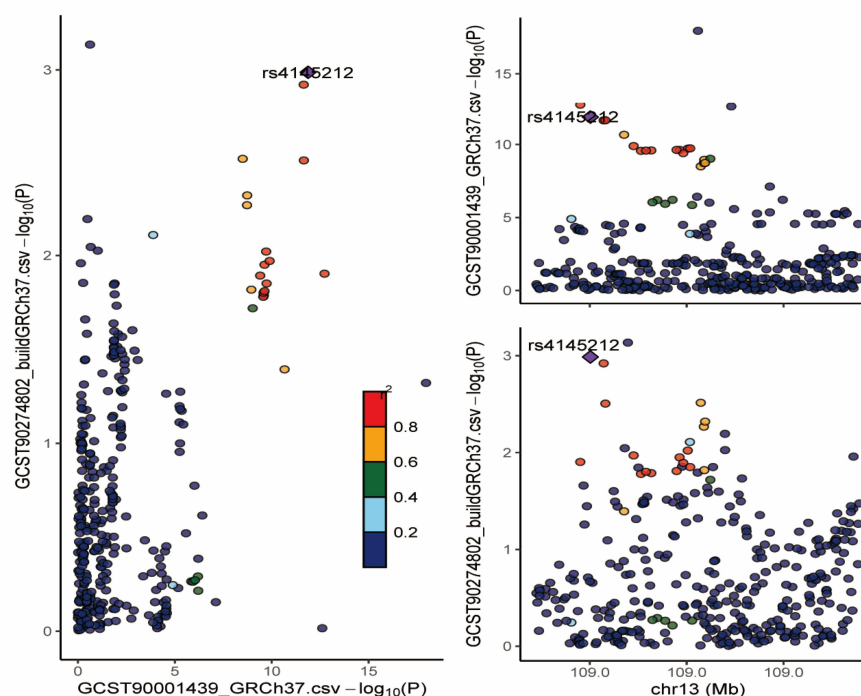 GCST90274802_buildGRCh37.csv −log10(P)
3
2
1
0
rs4145212
r2
0.8
0.6
0.4
0.2
0 5 10 15
GCST90001439_GRCh37.csv −log10(P)
GCST90001439_GRCh37.csv −log10(P)
15
10
5
0
rs4145212
GCST90274802_buildGRCh37.csv −log10(P)
3
2
1
0
rs4145212
109.0 109.0 109.0
chr13 (Mb)